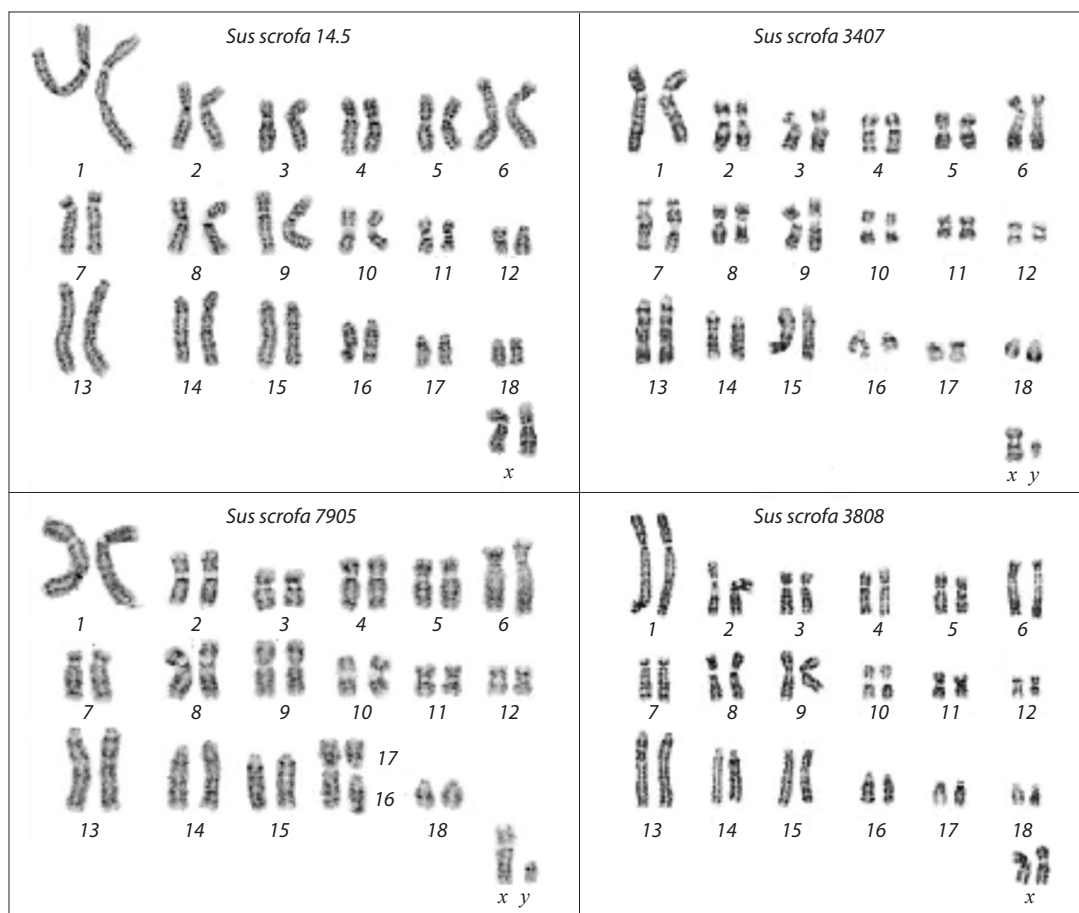 Sus scrofa 14.5
1 2 3 4 5 6
7 8 9 10 11 12
13 14 15 16 17 18
x
Sus scrofa 3407
1 2 3 4 5 6
7 8 9 10 11 12
13 14 15 16 17 18
x y
Sus scrofa 7905
1 2 3 4 5 6
7 8 9 10 11 12
17
16
13 14 15 18
x y
Sus scrofa 3808
1 2 3 4 5 6
7 8 9 10 11 12
13 14 15 16 17 18
x